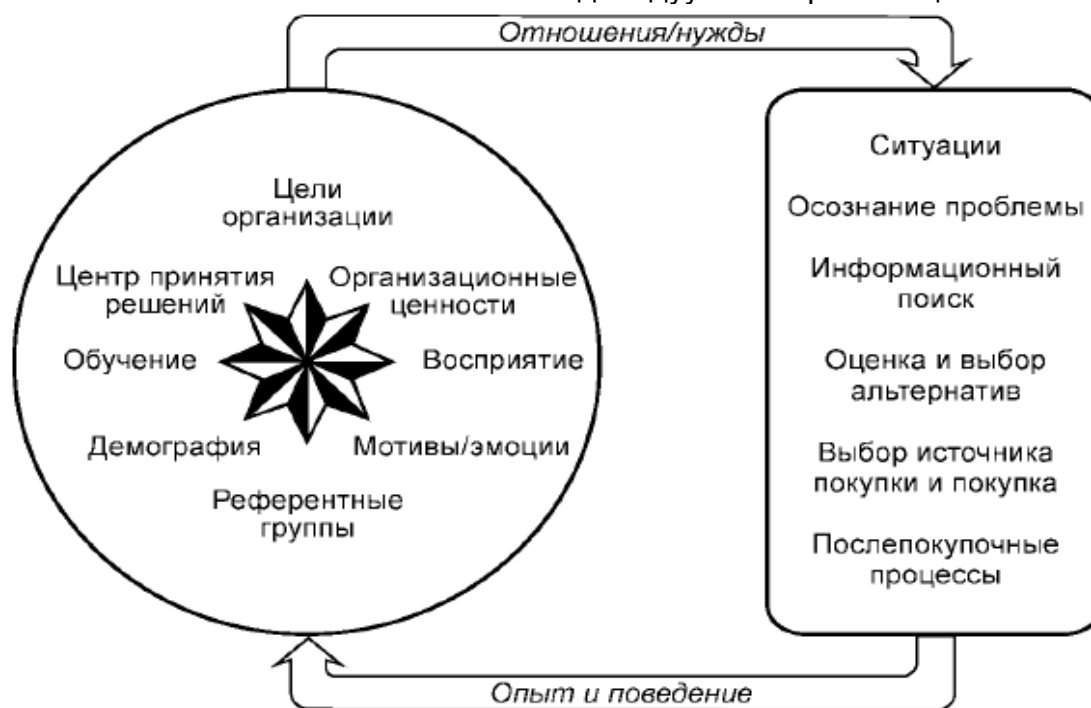 Отношения/нужды
Цели
организации
Центр принятия
решений
Организационные
ценности
Обучение
Восприятие
Демография
Мотивы/эмоции
Референтные
группы
Ситуации
Осознание проблемы
Информационный
поиск
Оценка и выбор
альтернатив
Выбор источника
покупки и покупка
Послепокупочные
процессы
Опыт и поведение